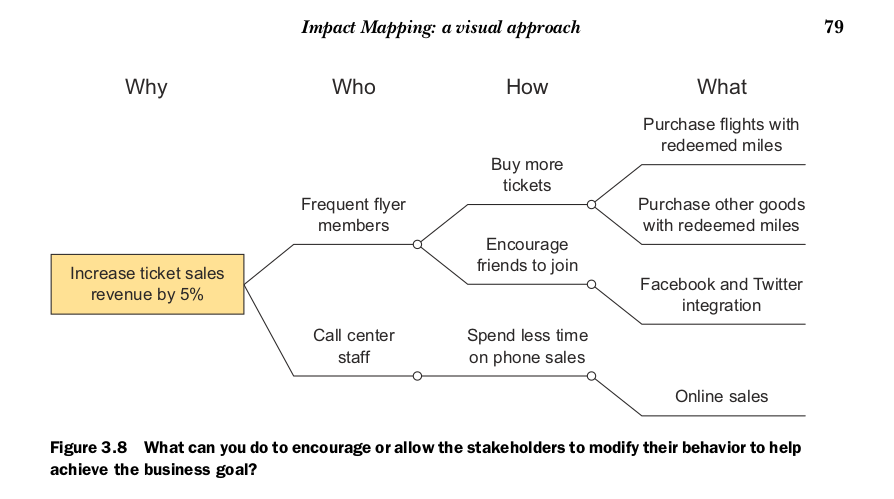 Impact Mapping: a visual approach 79
Why Who How What
Purchase flights with
redeemed miles
Buy more
tickets
Frequent flyer
members
Purchase other goods
with redeemed miles
Encourage
friends to join
Increase ticket sales
revenue by 5%
Facebook and Twitter
integration
Call center
staff
Spend less time
on phone sales
Online sales
Figure 3.8 What can you do to encourage or allow the stakeholders to modify their behavior to help
achieve the business goal?